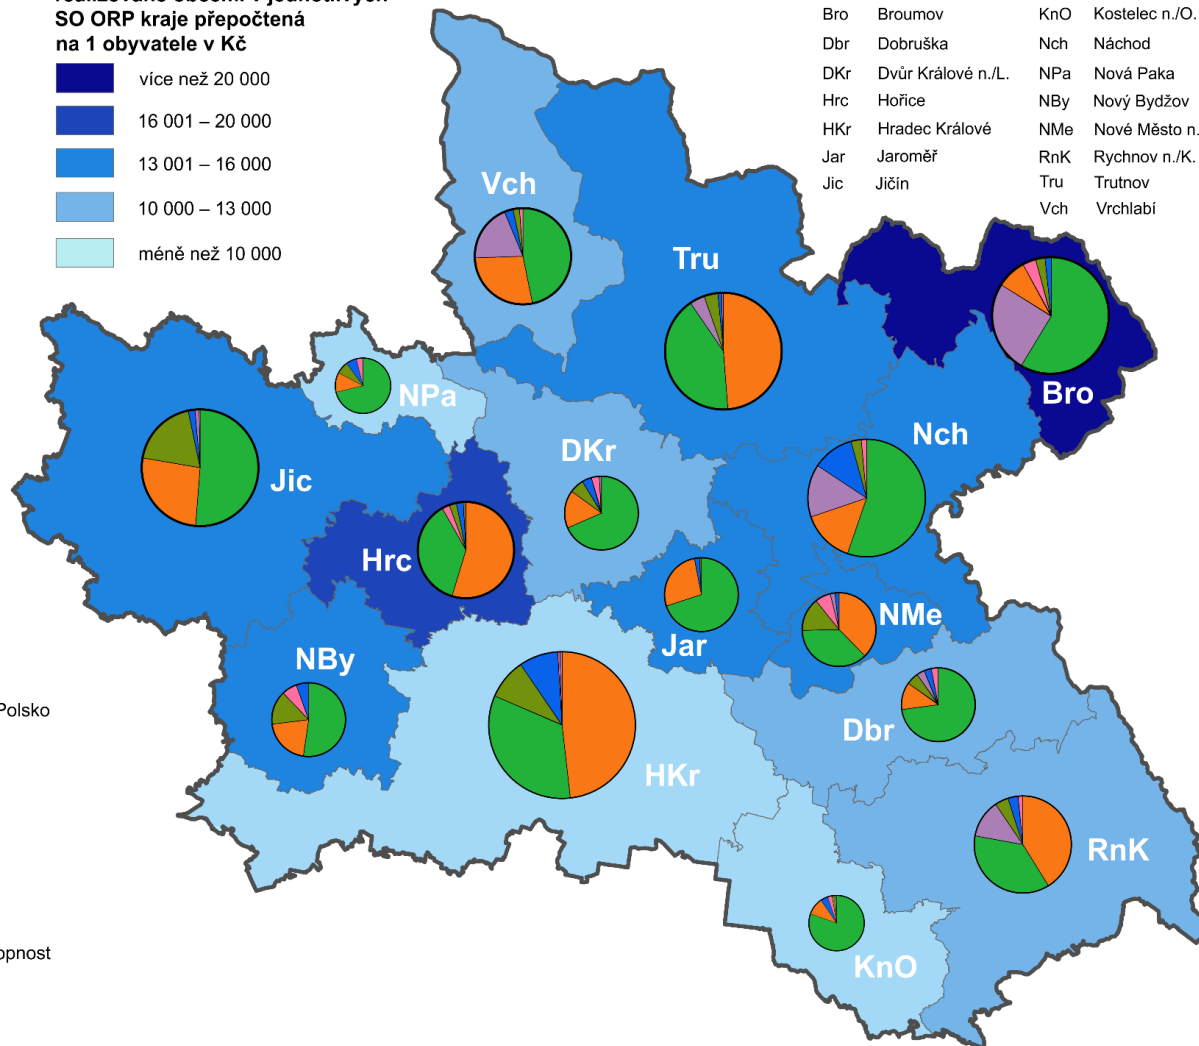 SO ORP kraje přepočtená
na 1 obyvatele v Kč
více než 20 000
16 001 – 20 000
13 001 – 16 000
10 000 – 13 000
méně než 10 000
Bro Broumov
Dbr Dobruška
DKr Dvůr Králové n./L.
Hrc Hořice
HKr Hradec Králové
Jar Jaroměř
Jic Jičín
KnO Kostelec n./O.
Nch Náchod
NPa Nová Paka
NBy Nový Bydžov
NMe Nové Město n.
RnK Rychnov n./K.
Tru Trutnov
Vch Vrchlabí
Vch
Tru
Bro
NPa
Nch
DKr
Jic
Hrc
NMe
Jar
NBy
Polsko
Dbr
HKr
RnK
opnost
KnO